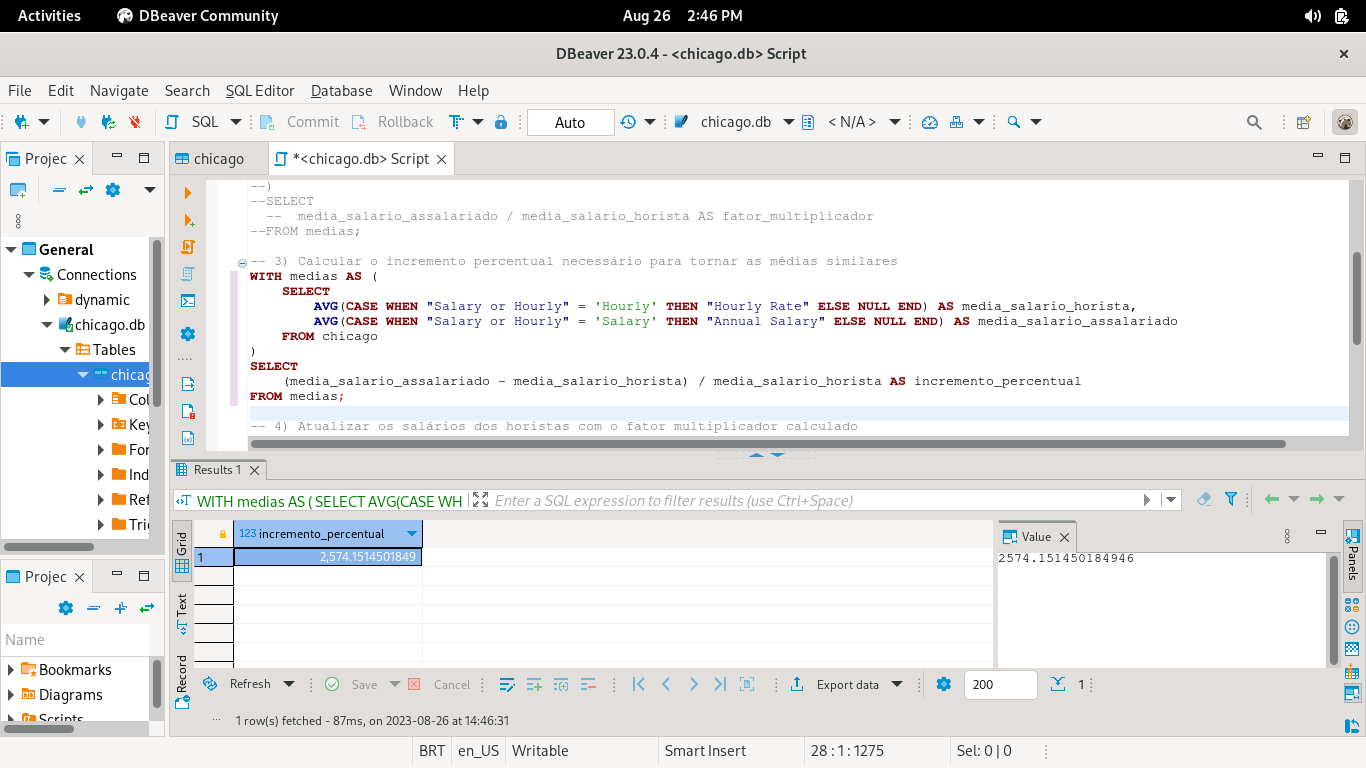 Activities DBeaver Community Aug 26 2:46 PM
DBeaver 23.0.4 - <chicago.db> Script
File Edit Navigate Search SQL Editor Database Window Help
SQL Commit Rollback Auto chicago.db < N/A >
Projec
General
Connections
dynamic
chicago.db
Tables
chicag
Col
Key
For
Ind
Ref
Trig
Projec
Name
Bookmarks
Diagrams
Scripts
chicago *<chicago.db> Script
--)
--SELECT
--  media_salario_assalariado / media_salario_horista AS fator_multiplicador
--FROM medias;
-- 3) Calcular o incremento percentual necessário para tornar as médias similares
WITH medias AS (
SELECT
AVG(CASE WHEN "Salary or Hourly" = 'Hourly' THEN "Hourly Rate" ELSE NULL END) AS media_salario_horista,
AVG(CASE WHEN "Salary or Hourly" = 'Salary' THEN "Annual Salary" ELSE NULL END) AS media_salario_assalariado
FROM chicago
)
SELECT
(media_salario_assalariado - media_salario_horista) / media_salario_horista AS incremento_percentual
FROM medias;
-- 4) Atualizar os salários dos horistas com o fator multiplicador calculado
Results 1
WITH medias AS ( SELECT AVG(CASE WH Enter a SQL expression to filter results (use Ctrl+Space)
Grid
Text
Record
123 incremento_percentual
1 2,574.1514501849
Value
2574.151450184946
Panels
Refresh Save Cancel Export data 200 1
1 row(s) fetched - 87ms, on 2023-08-26 at 14:46:31
BRT en_US Writable Smart Insert 28 : 1 : 1275 Sel: 0 | 0